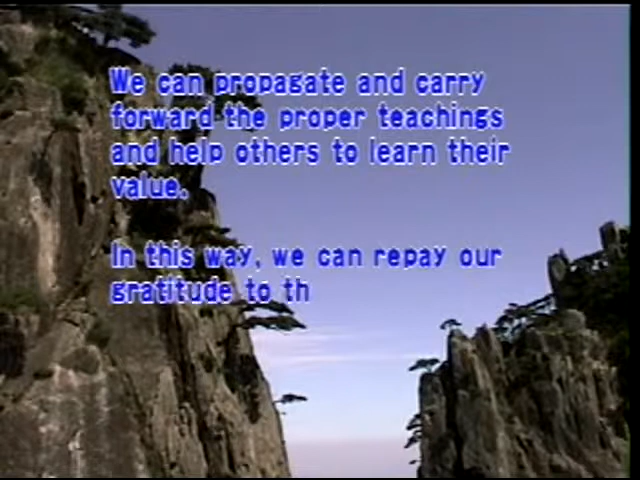 We can propagate and carry
forward the proper teachings
and help others to learn their
value.
In this way, we can repay our
gratitude to th